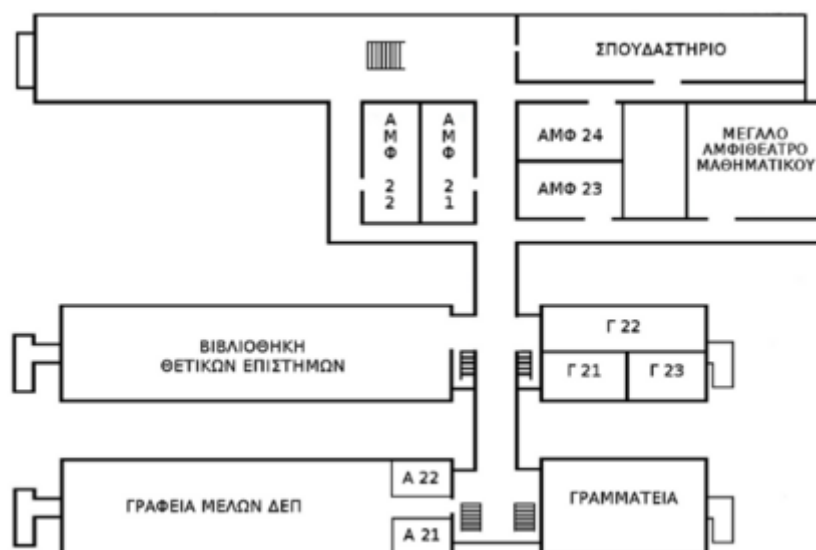 ΣΠΟΥΔΑΣΤΗΡΙΟ
ΑΜΦ 22
ΑΜΦ 21
ΑΜΦ 24
ΑΜΦ 23
ΜΕΓΑΛΟ
ΑΜΦΙΘΕΑΤΡΟ
ΜΑΘΗΜΑΤΙΚΟΥ
ΒΙΒΛΙΟΘΗΚΗ
ΘΕΤΙΚΩΝ ΕΠΙΣΤΗΜΩΝ
Γ 22
Γ 21
Γ 23
ΓΡΑΦΕΙΑ ΜΕΛΩΝ ΔΕΠ
Α 22
Α 21
ΓΡΑΜΜΑΤΕΙΑ